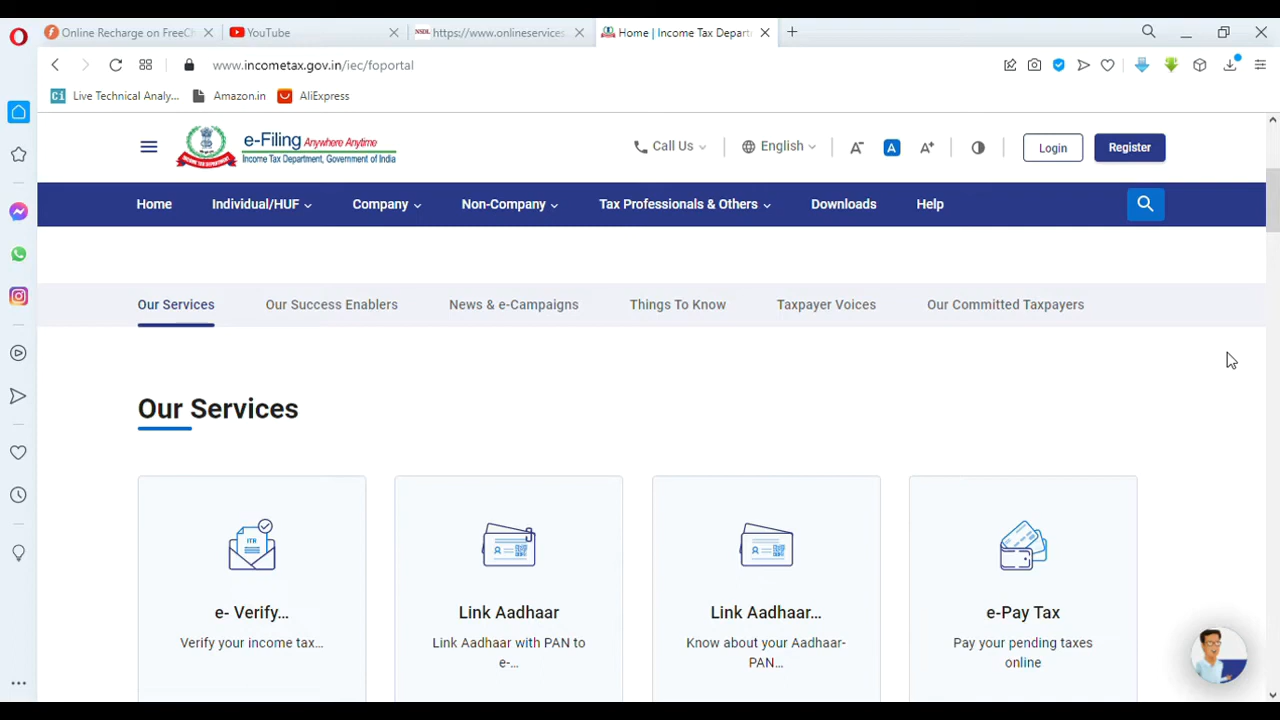 Online Recharge on FreeCh
YouTube
NSDL https://www.onlineservices
Home | Income Tax Depart
www.incometax.gov.in/iec/foportal
Ci Live Technical Analy... Amazon.in AliExpress
e-Filing Anywhere Anytime
Income Tax Department, Government of India
Call Us English A- A A+ Login Register
Home Individual/HUF Company Non-Company Tax Professionals & Others Downloads Help
Our Services Our Success Enablers News & e-Campaigns Things To Know Taxpayer Voices Our Committed Taxpayers
Our Services
ITR
e- Verify...
Verify your income tax...
Link Aadhaar
Link Aadhaar with PAN to
e-...
Link Aadhaar...
Know about your Aadhaar-
PAN...
e-Pay Tax
Pay your pending taxes
online